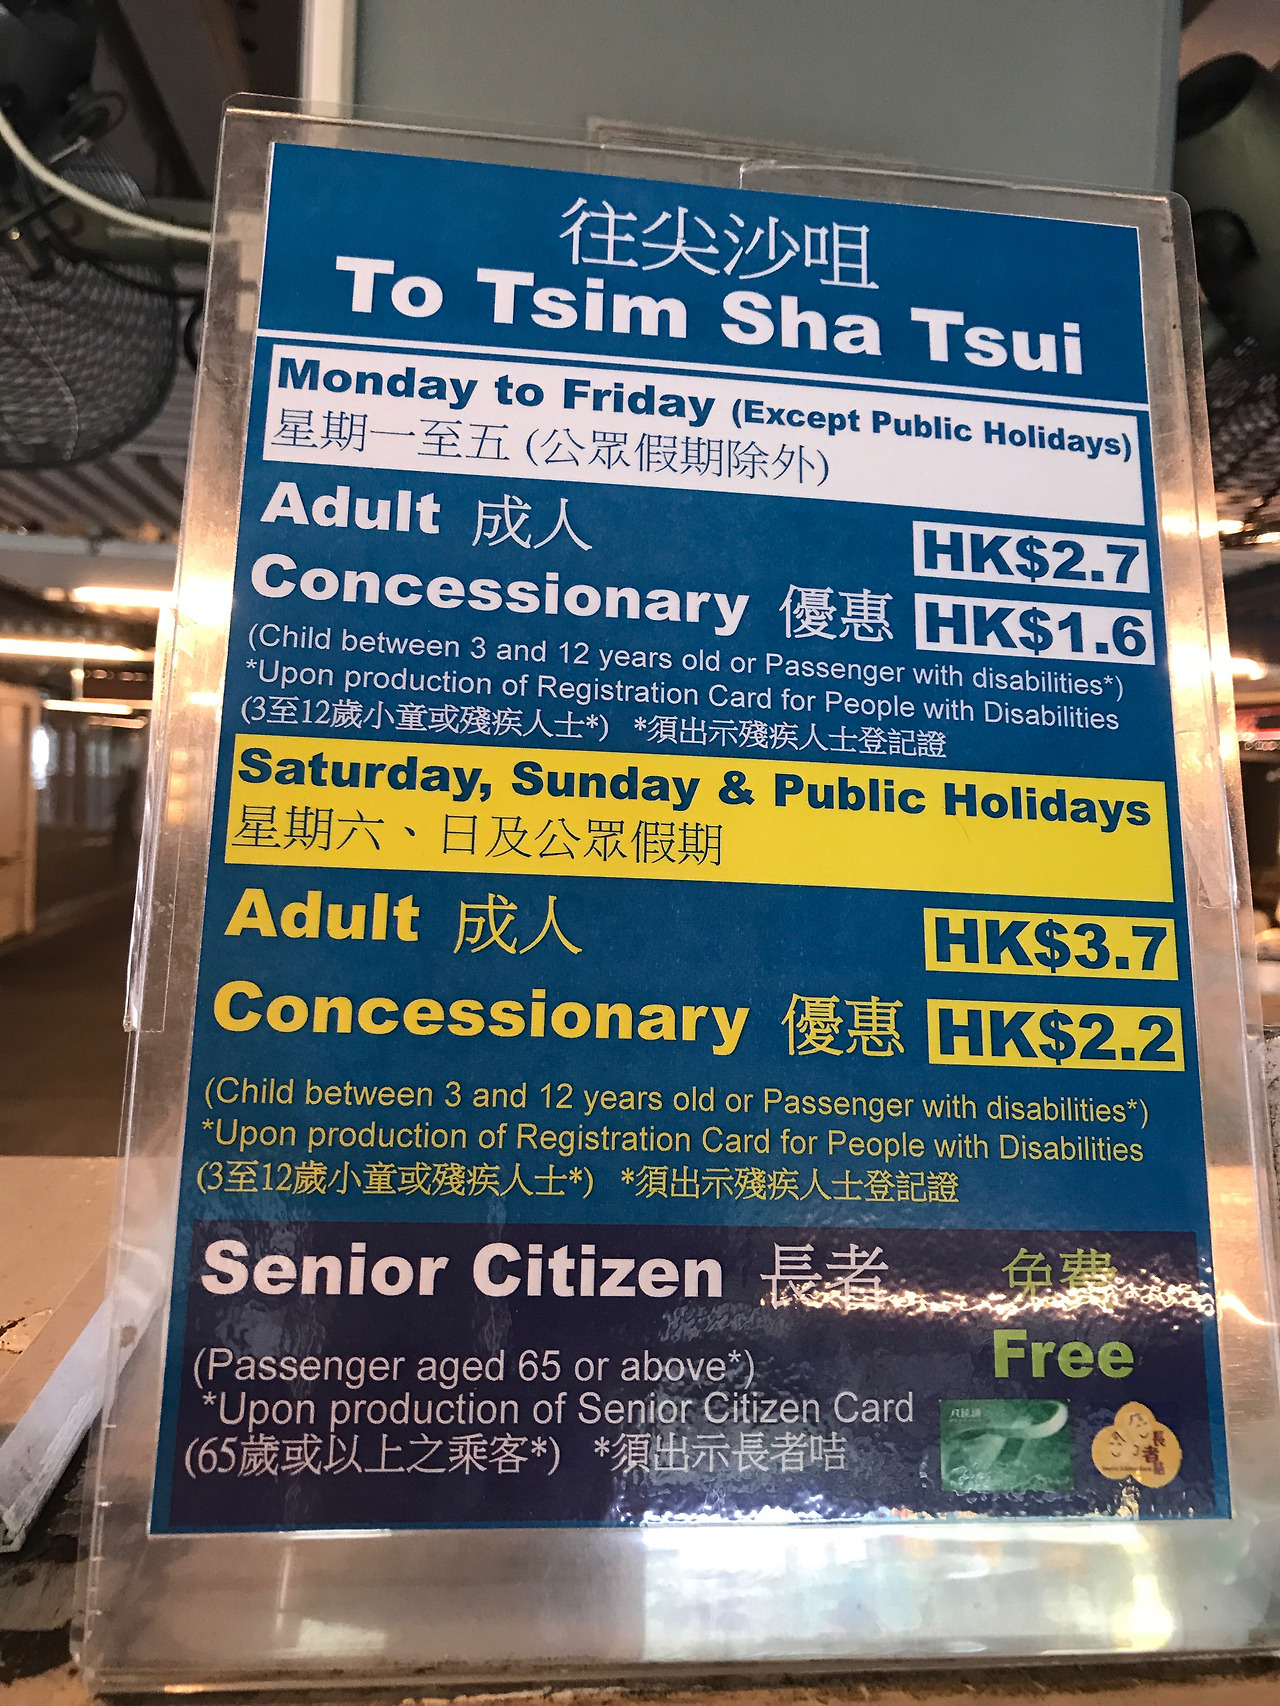 往尖沙咀
To Tsim Sha Tsui
Monday to Friday (Except Public Holidays)
星期一至五 (公眾假期除外)
Adult 成人 HK$2.7
Concessionary 優惠 HK$1.6
(Child between 3 and 12 years old or Passenger with disabilities*)
*Upon production of Registration Card for People with Disabilities
(3至12歲小童或殘疾人士*) *須出示殘疾人士登記證
Saturday, Sunday & Public Holidays
星期六、日及公眾假期
Adult 成人 HK$3.7
Concessionary 優惠 HK$2.2
(Child between 3 and 12 years old or Passenger with disabilities*)
*Upon production of Registration Card for People with Disabilities
(3至12歲小童或殘疾人士*) *須出示殘疾人士登記證
Senior Citizen 長者 免費
Free
(Passenger aged 65 or above*)
*Upon production of Senior Citizen Card
(65歲或以上之乘客*) *須出示長者咭
八達通
長者咭